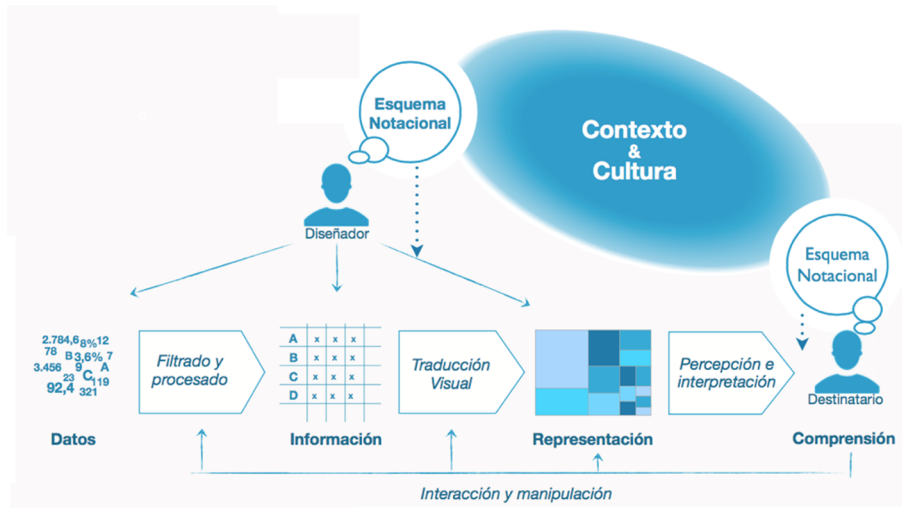 Esquema
Notacional
Contexto
&
Cultura
Diseñador
Esquema
Notacional
2.784,6 8% 12
78 B 3,6% 7
3.456 9 C A
23 119
92,4 321
Filtrado y
procesado
A x x x
B x x x
C x x x
D x x x
Traducción
Visual
Percepción e
interpretación
Destinatario
Datos
Información
Representación
Comprensión
Interacción y manipulación